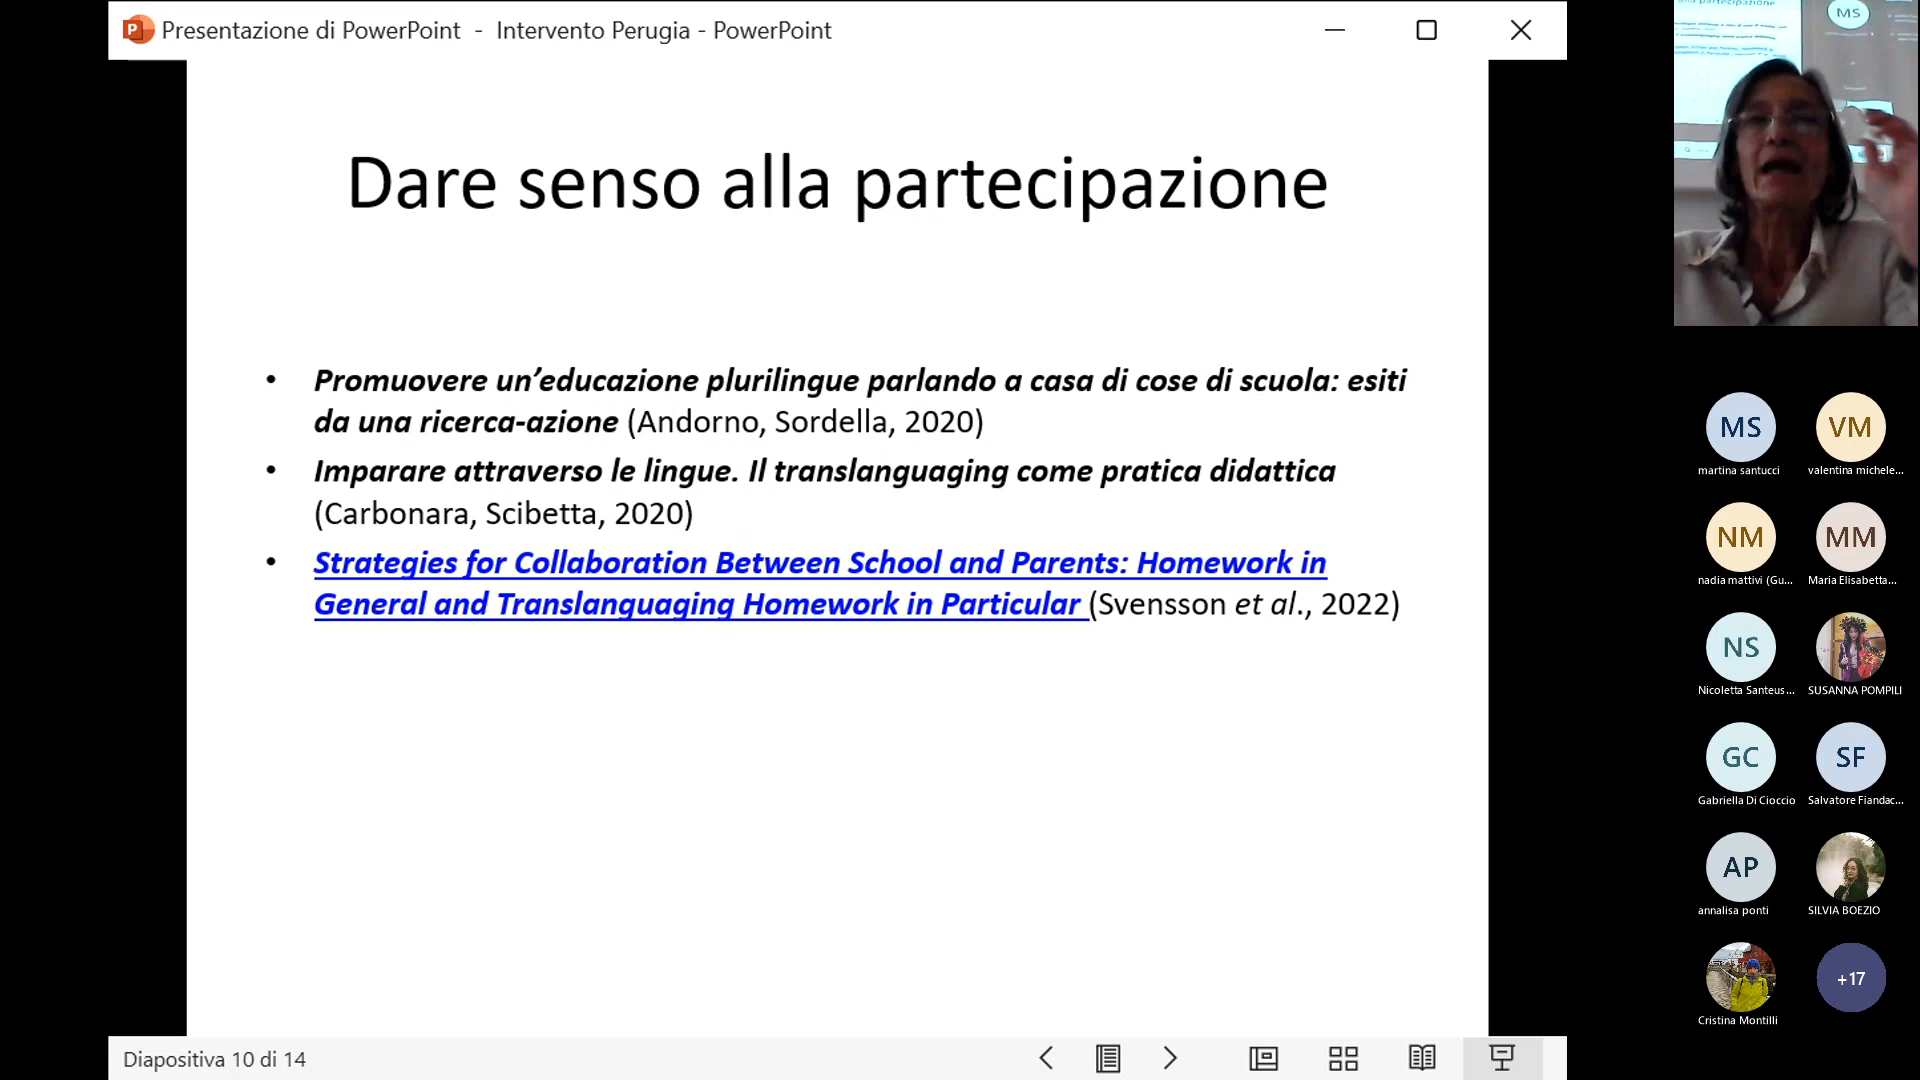 Presentazione di PowerPoint - Intervento Perugia - PowerPoint
Dare senso alla partecipazione
• Promuovere un’educazione plurilingue parlando a casa di cose di scuola: esiti
da una ricerca-azione (Andorno, Sordella, 2020)
• Imparare attraverso le lingue. Il translanguaging come pratica didattica
(Carbonara, Scibetta, 2020)
• Strategies for Collaboration Between School and Parents: Homework in
General and Translanguaging Homework in Particular (Svensson et al., 2022)
Diapositiva 10 di 14
MS
MS
martina santucci
VM
valentina michele...
NM
nadia mattivi (Gu...
MM
Maria Elisabetta...
NS
Nicoletta Santeus...
SUSANNA POMPILI
GC
Gabriella Di Cioccio
SF
Salvatore Fiandac...
AP
annalisa ponti
SILVIA BOEZIO
Cristina Montilli
+17